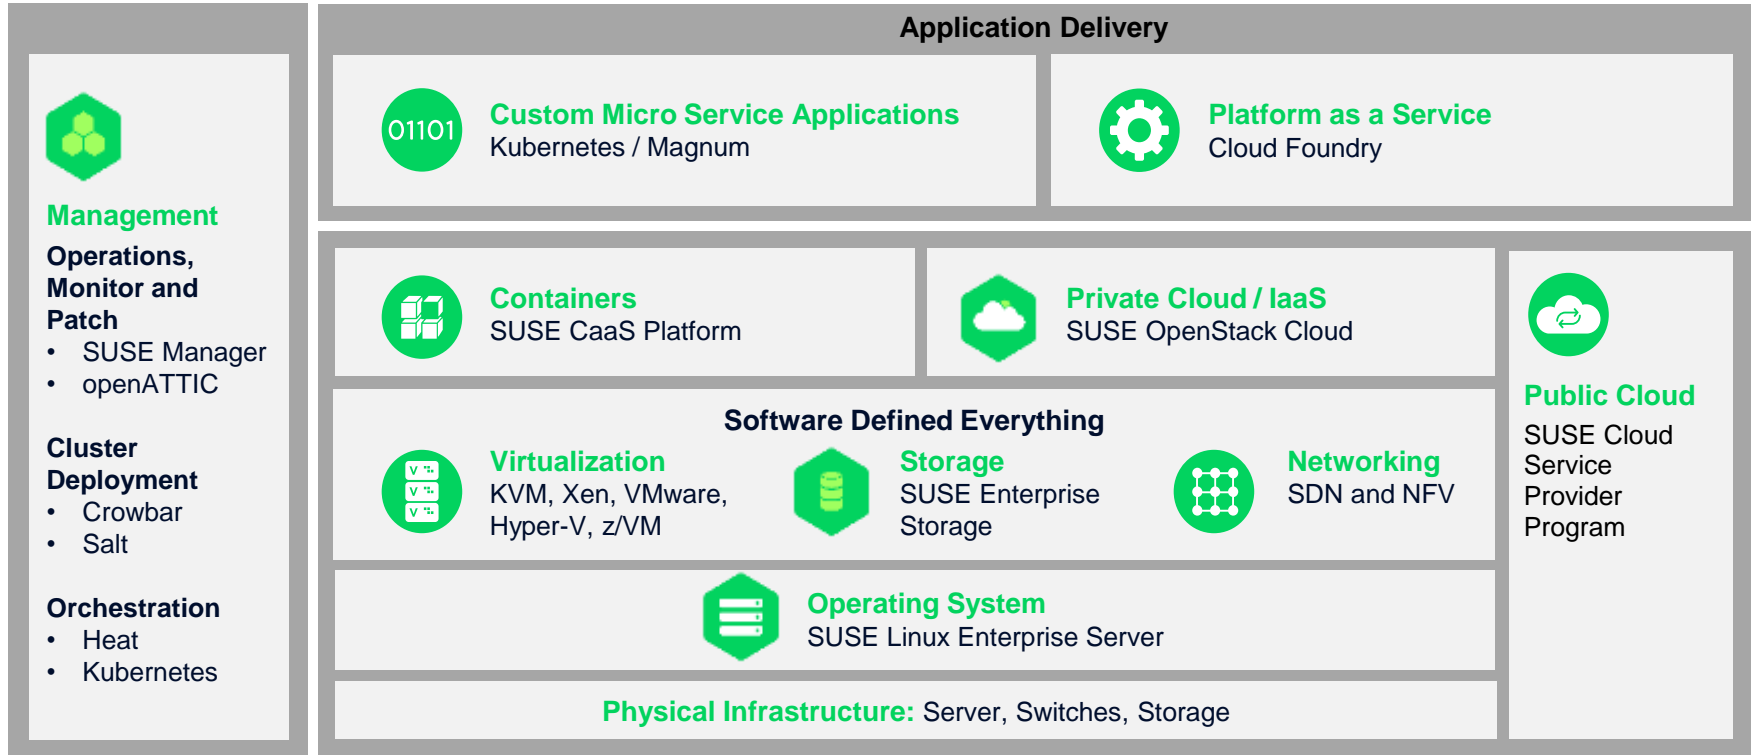 Management
Operations,
Monitor and
Patch
• SUSE Manager
• openATTIC
Cluster
Deployment
• Crowbar
• Salt
Orchestration
• Heat
• Kubernetes
Application Delivery
01101
Custom Micro Service Applications
Kubernetes / Magnum
Platform as a Service
Cloud Foundry
Containers
SUSE CaaS Platform
Private Cloud / IaaS
SUSE OpenStack Cloud
Software Defined Everything
V
V
V
Virtualization
KVM, Xen, VMware,
Hyper-V, z/VM
Storage
SUSE Enterprise
Storage
Networking
SDN and NFV
Operating System
SUSE Linux Enterprise Server
Physical Infrastructure: Server, Switches, Storage
Public Cloud
SUSE Cloud
Service
Provider
Program